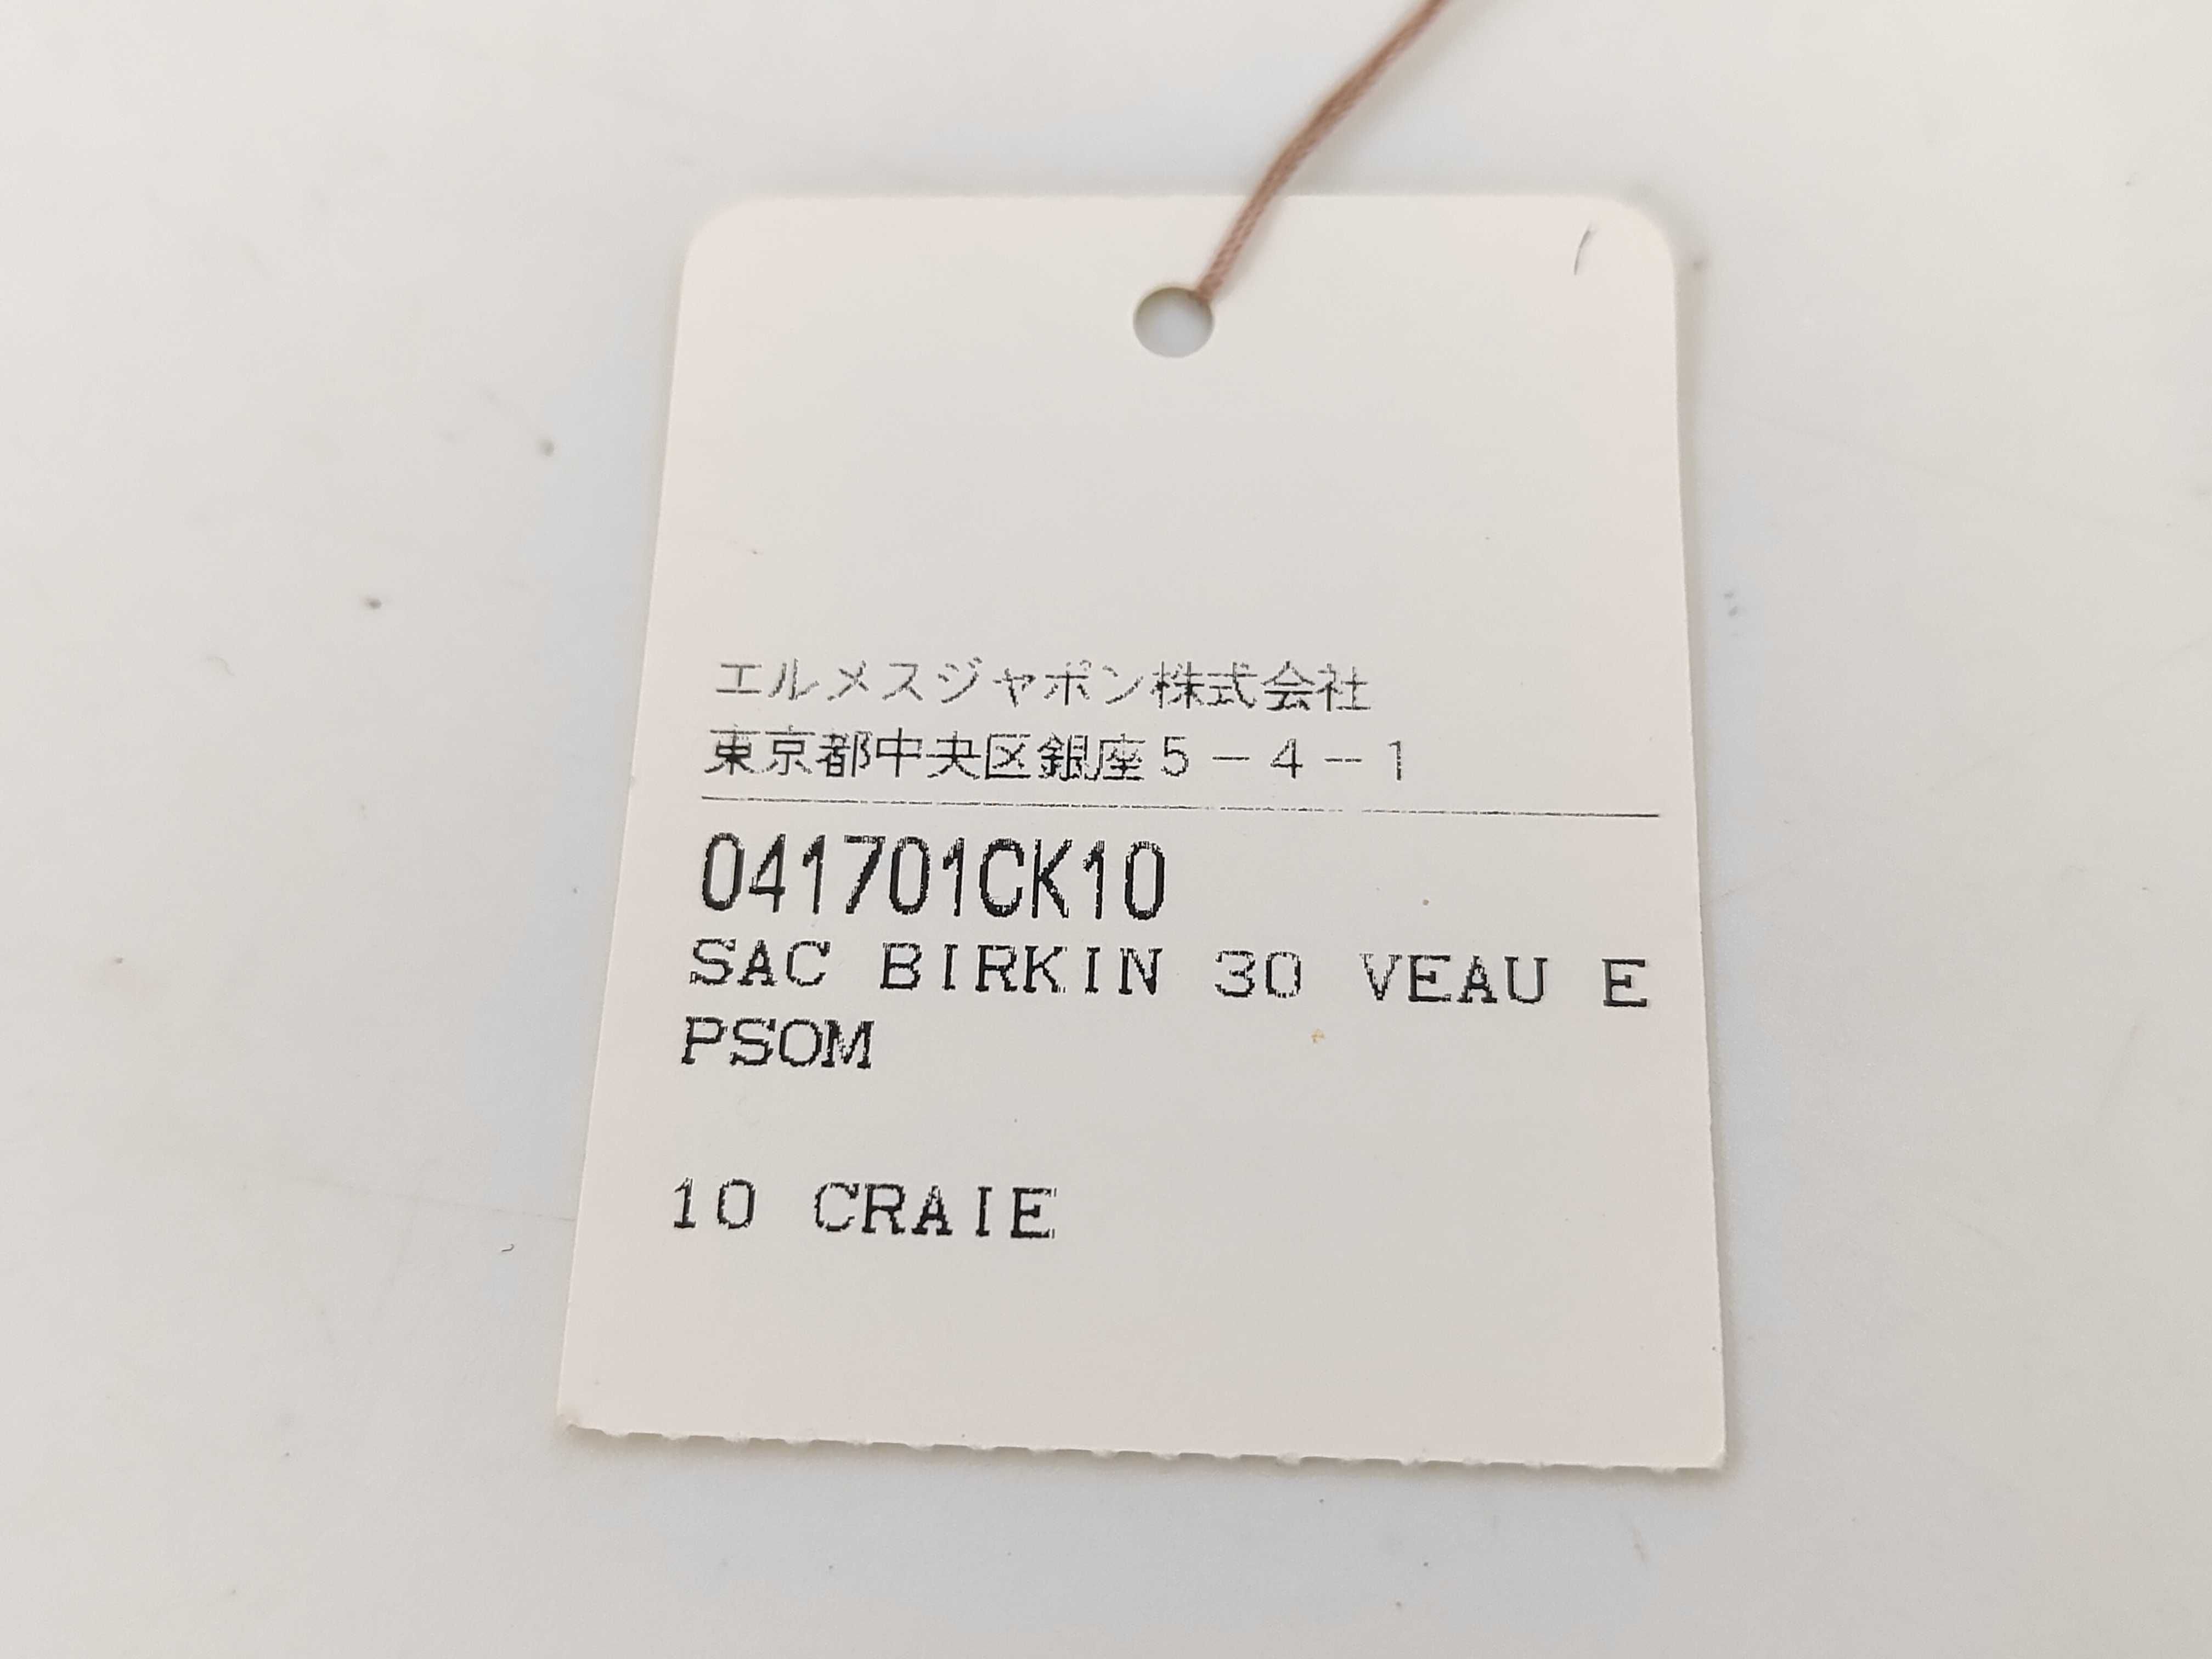 エルメスジャポン株式会社
東京都中央区銀座5-4-1
041701CK10
SAC BIRKIN 30 VEAU E
PSOM
10 CRAIE